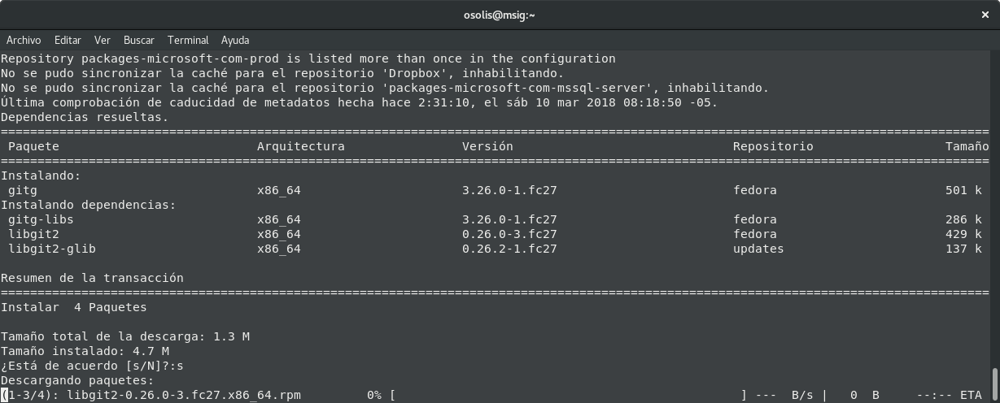 osolis@msig:~
Archivo Editar Ver Buscar Terminal Ayuda
Repository packages-microsoft-com-prod is listed more than once in the configuration
No se pudo sincronizar la caché para el repositorio 'Dropbox', inhabilitando.
No se pudo sincronizar la caché para el repositorio 'packages-microsoft-com-mssql-server', inhabilitando.
Última comprobación de caducidad de metadatos hecha hace 2:31:10, el sáb 10 mar 2018 08:18:50 -05.
Dependencias resueltas.
================================================================================
Paquete Arquitectura Versión Repositorio Tamaño
================================================================================
Instalando:
gitg x86_64 3.26.0-1.fc27 fedora 501 k
Instalando dependencias:
gitg-libs x86_64 3.26.0-1.fc27 fedora 286 k
libgit2 x86_64 0.26.0-3.fc27 fedora 429 k
libgit2-glib x86_64 0.26.2-1.fc27 updates 137 k
Resumen de la transacción
================================================================================
Instalar 4 Paquetes
Tamaño total de la descarga: 1.3 M
Tamaño instalado: 4.7 M
¿Está de acuerdo [s/N]?:s
Descargando paquetes:
(1-3/4): libgit2-0.26.0-3.fc27.x86_64.rpm 0% [ ] --- B/s | 0 B --:-- ETA